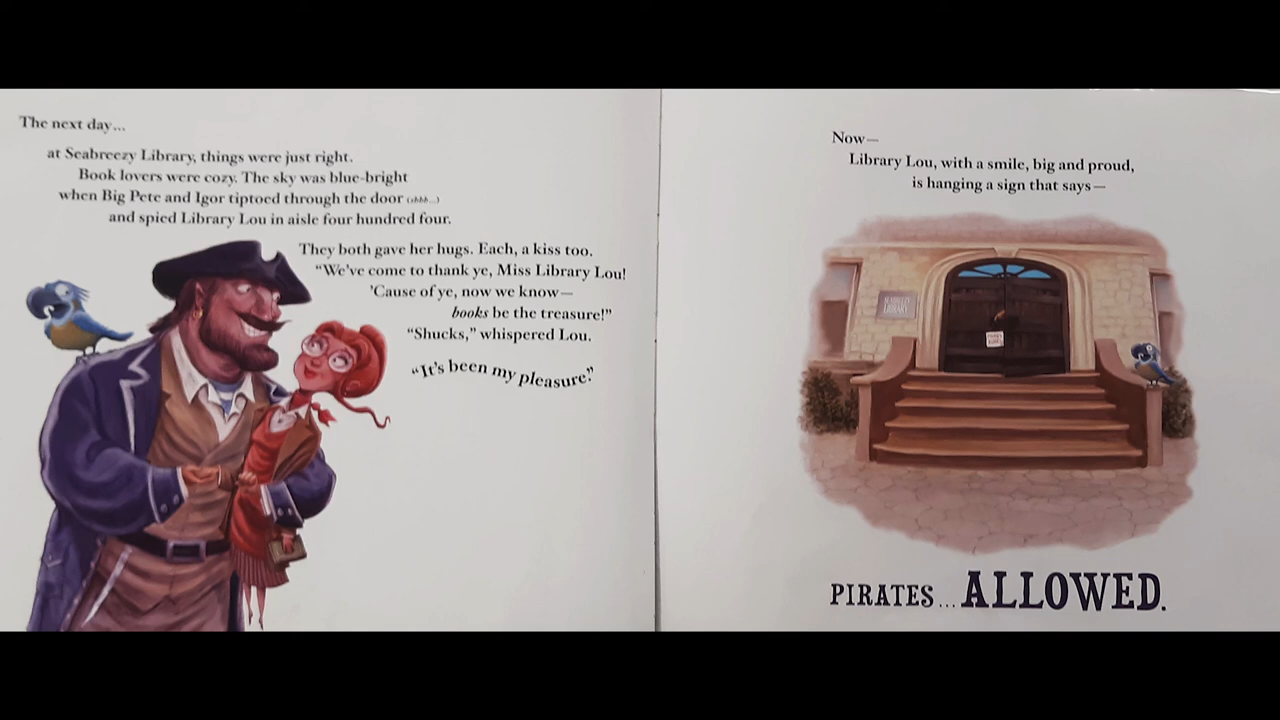 The next day...
at Seabreezy Library, things were just right.
Book lovers were cozy. The sky was blue-bright
when Big Pete and Igor tiptoed through the door (shhh...)
and spied Library Lou in aisle four hundred four.
They both gave her hugs. Each, a kiss too.
“We’ve come to thank ye, Miss Library Lou!
’Cause of ye, now we know—
books be the treasure!”
“Shucks,” whispered Lou.
“It’s been my pleasure.”
Now—
Library Lou, with a smile, big and proud,
is hanging a sign that says—
SEABREEZY
LIBRARY
PIRATES... ALLOWED.